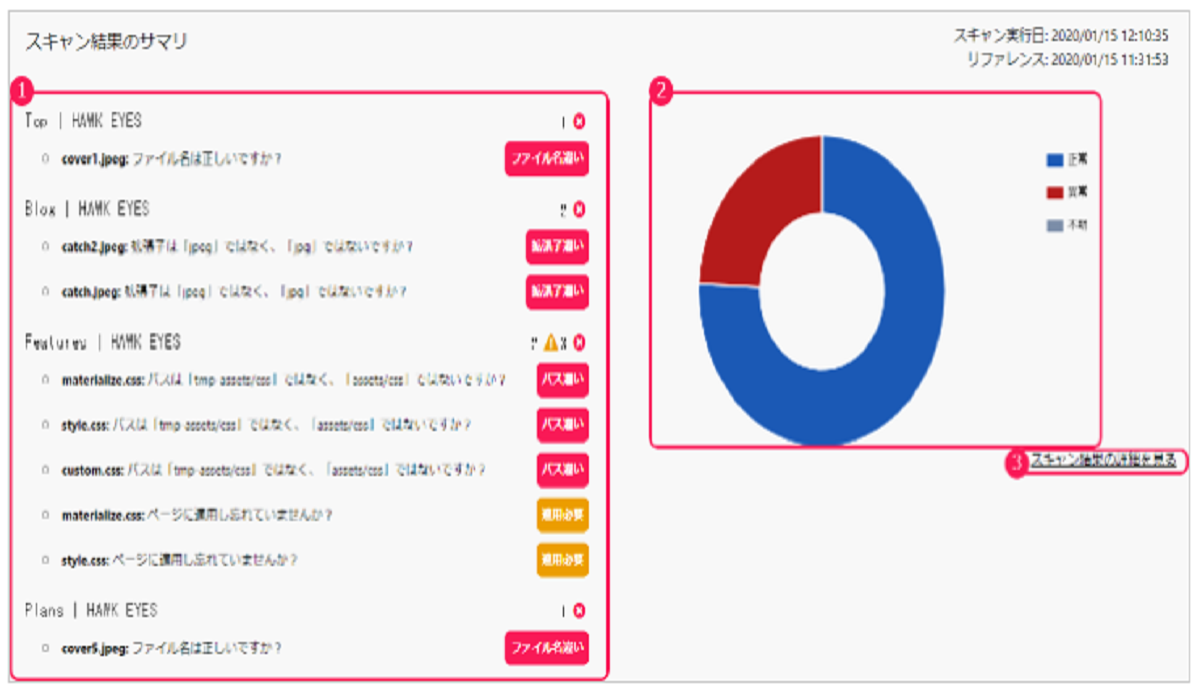 スキャン結果のサマリ
スキャン実行日: 2020/01/15 12:10:35
リファレンス: 2020/01/15 11:31:53
1
Top | HAWK EYES
1
cover1.jpeg: ファイル名は正しいですか？
ファイル名違い
Blox | HAWK EYES
2
catch2.jpeg: 拡張子は「jpeg」ではなく、「jpg」ではないですか？
拡張子違い
catch.jpeg: 拡張子は「jpeg」ではなく、「jpg」ではないですか？
拡張子違い
Features | HAWK EYES
2 3
materialize.css: パスは「tmp-assets/css」ではなく、「assets/css」ではないですか？
パス違い
style.css: パスは「tmp-assets/css」ではなく、「assets/css」ではないですか？
パス違い
custom.css: パスは「tmp-assets/css」ではなく、「assets/css」ではないですか？
パス違い
materialize.css: ページに適用し忘れていませんか？
適用必要
style.css: ページに適用し忘れていませんか？
適用必要
Plans | HAWK EYES
1
cover5.jpeg: ファイル名は正しいですか？
ファイル名違い
2
正常
異常
不明
3
スキャン結果の詳細を見る